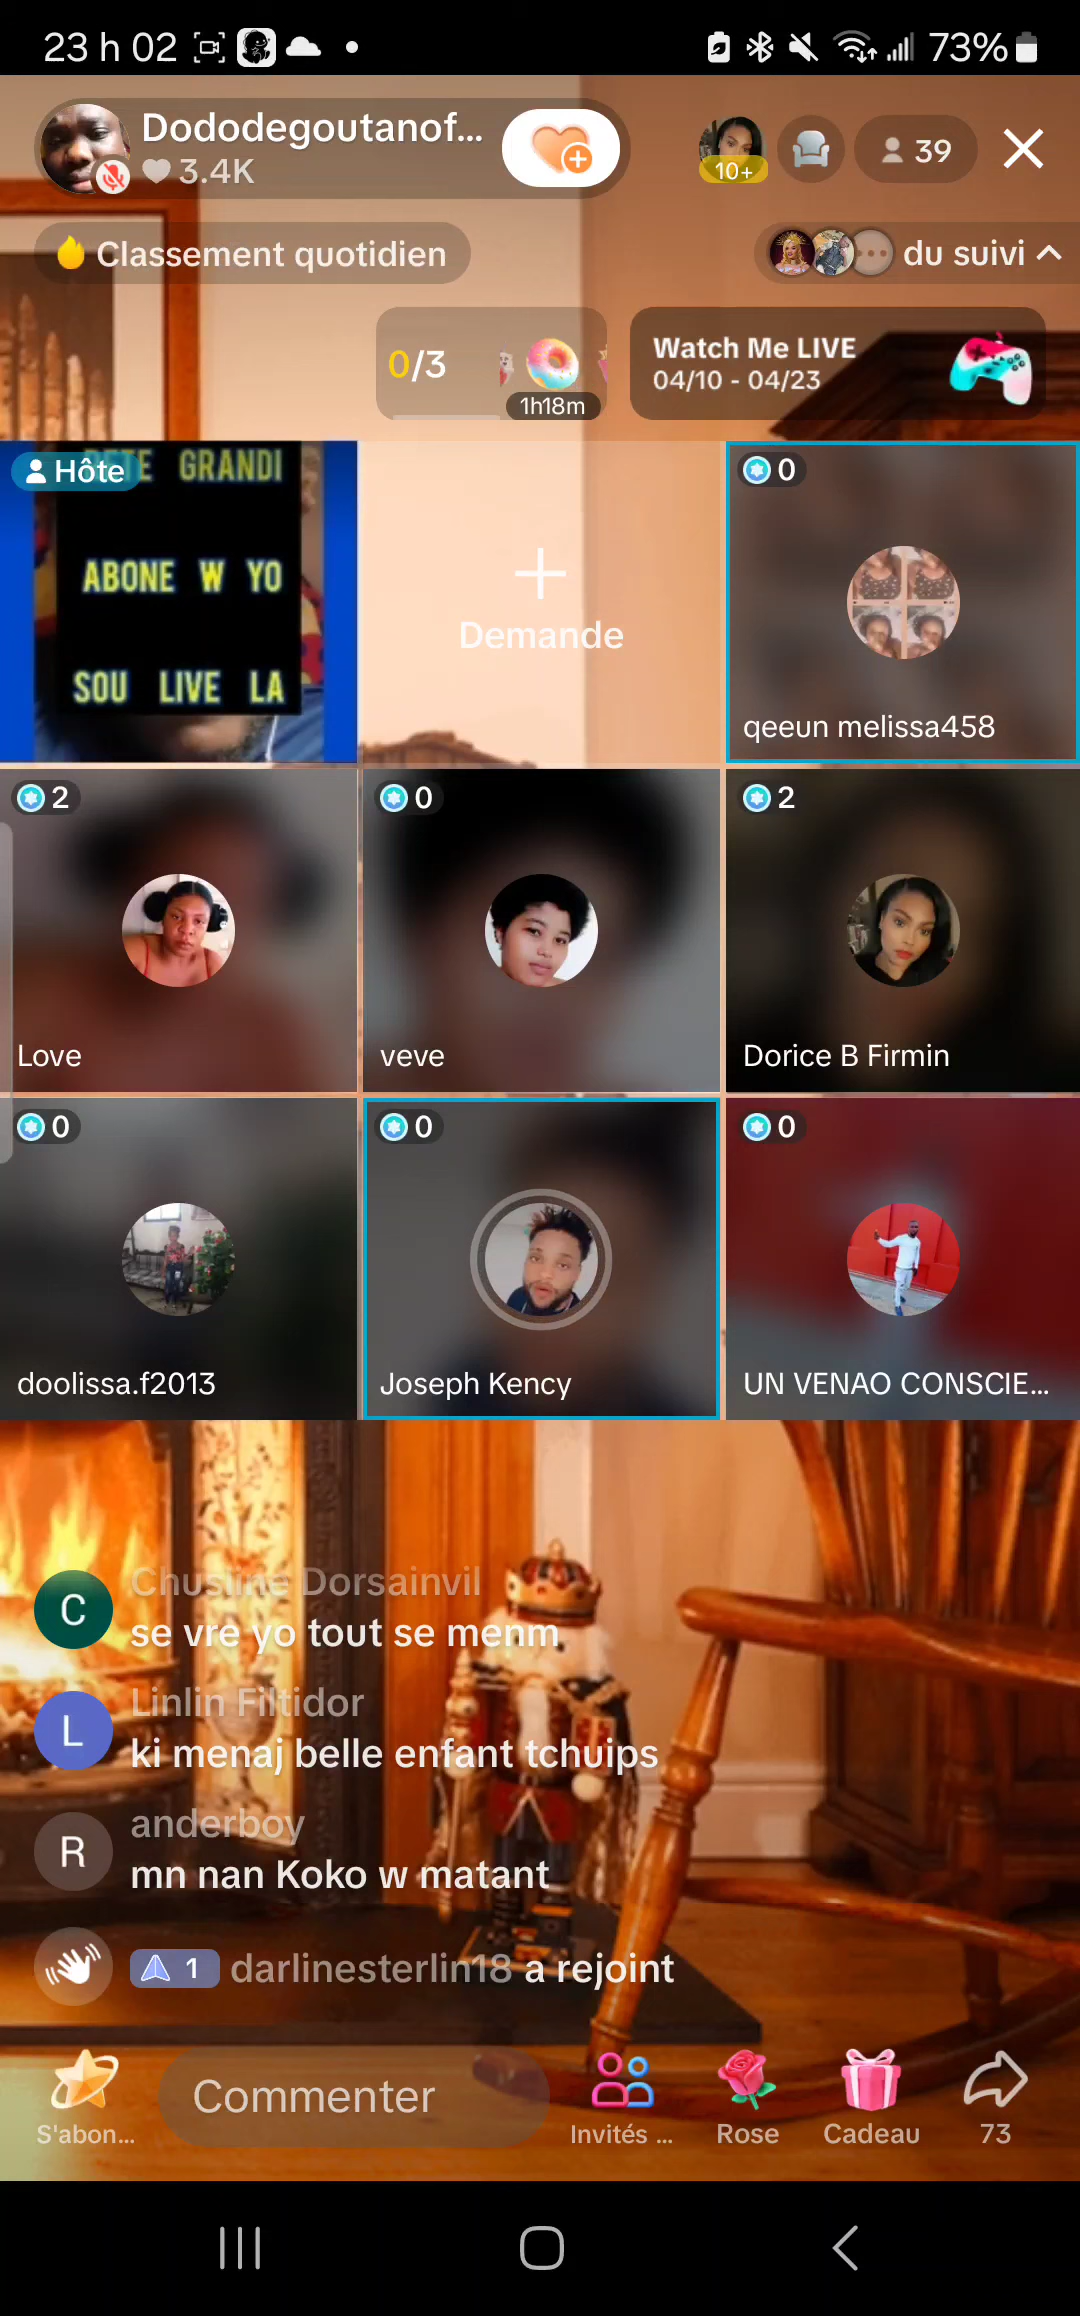 23 h 02
73%
Dododegoutanof...
3.4K
10+
39
Classement quotidien
du suivi
0/3
1h18m
Watch Me LIVE
04/10 - 04/23
Hôte
GRANDI
ABONE W YO
SOU LIVE LA
Demande
0
qeeun melissa458
2
Love
0
veve
2
Dorice B Firmin
0
doolissa.f2013
0
Joseph Kency
0
UN VENAO CONSCIE...
C
Chusline Dorsainvil
se vre yo tout se menm
L
Linlin Filtidor
ki menaj belle enfant tchuips
R
anderboy
mn nan Koko w matant
1 darlinesterlin18 a rejoint
S'abon...
Commenter
Invités ...
Rose
Cadeau
73